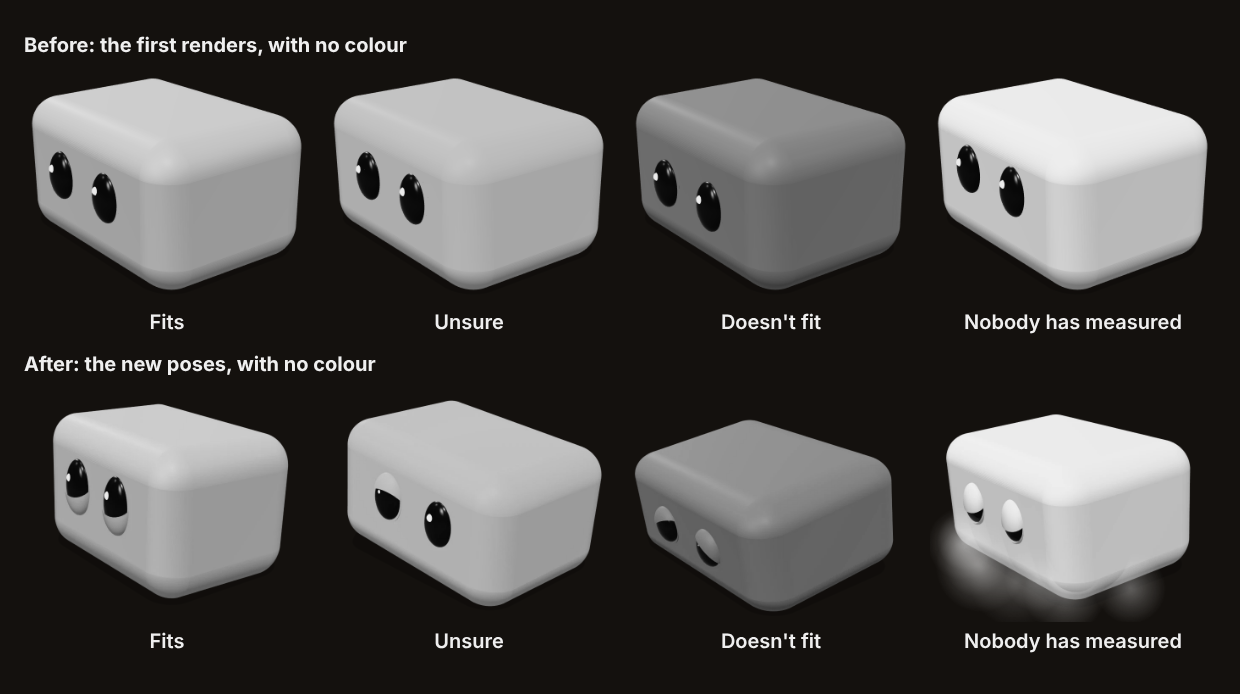 Before: the first renders, with no colour
Fits
Unsure
Doesn't fit
Nobody has measured
After: the new poses, with no colour
Fits
Unsure
Doesn't fit
Nobody has measured